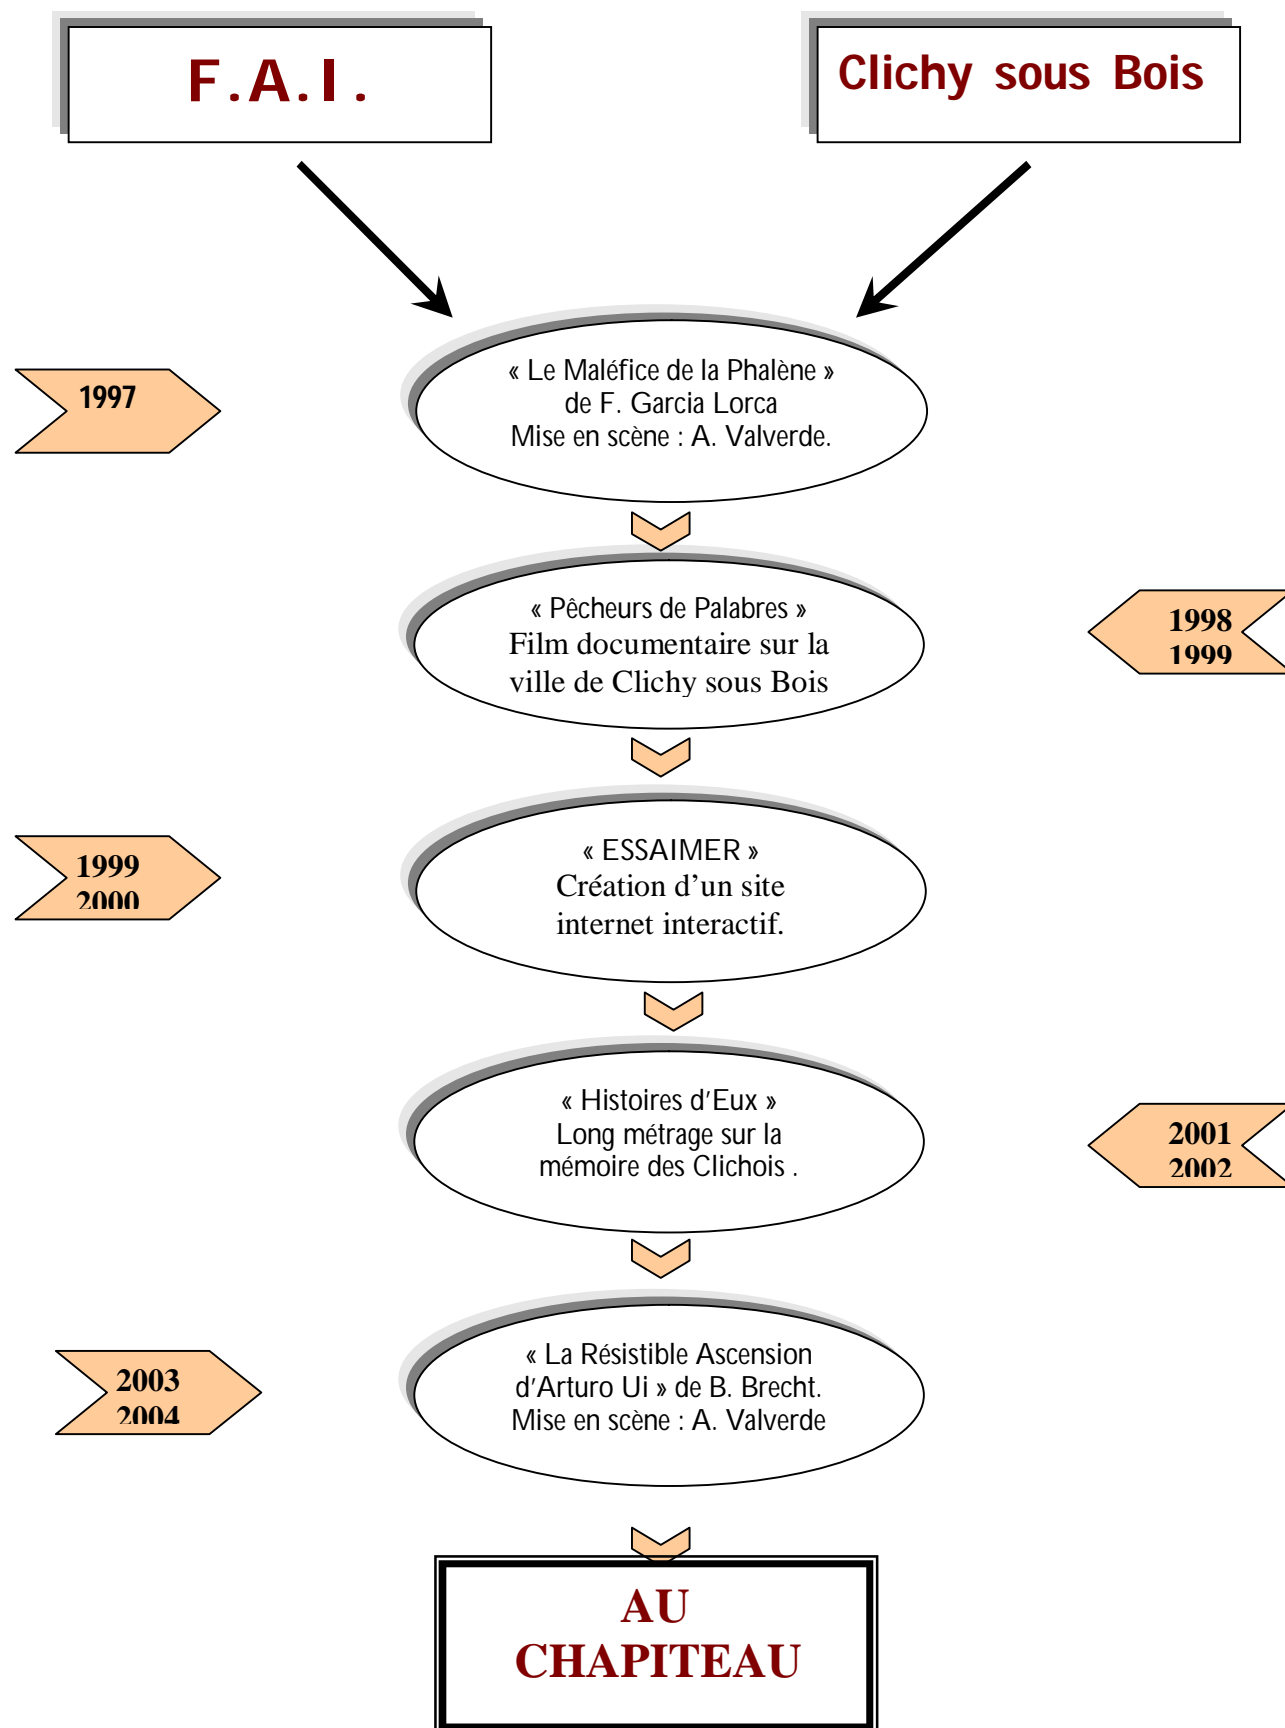 F.A.I.
Clichy sous Bois
1997
« Le Maléfice de la Phalène »
de F. Garcia Lorca
Mise en scène : A. Valverde.
« Pêcheurs de Palabres »
Film documentaire sur la
ville de Clichy sous Bois
1998
1999
1999
2000
« ESSAIMER »
Création d’un site
internet interactif.
« Histoires d’Eux »
Long métrage sur la
mémoire des Clichois .
2001
2002
2003
2004
« La Résistible Ascension
d’Arturo Ui » de B. Brecht.
Mise en scène : A. Valverde
AU
CHAPITEAU